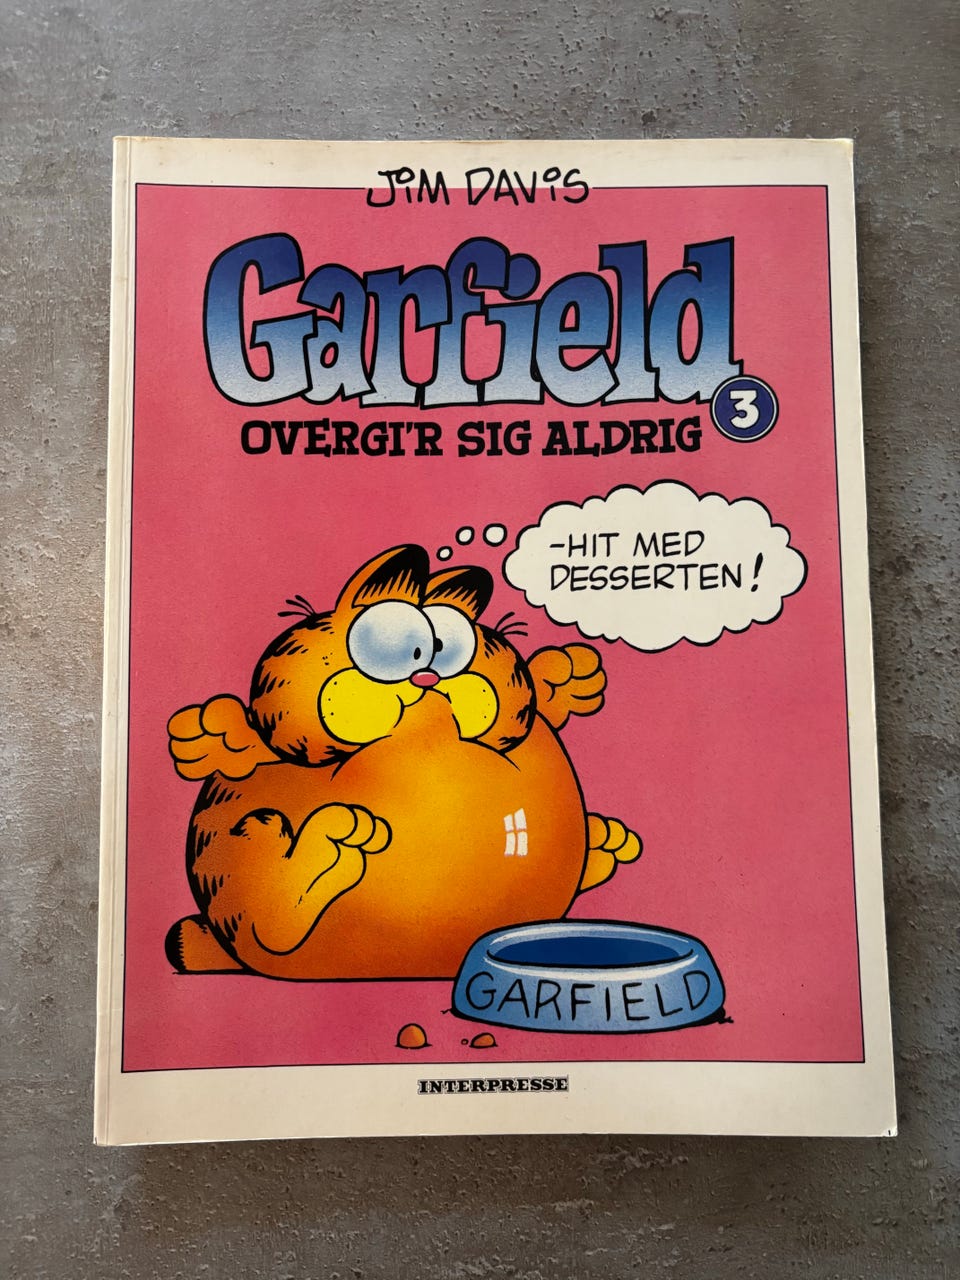 JiM DAViS
Garfield
3
OVERGI'R SIG ALDRIG
-HIT MED
DESSERTEN!
GARFIELD
INTERPRESSE